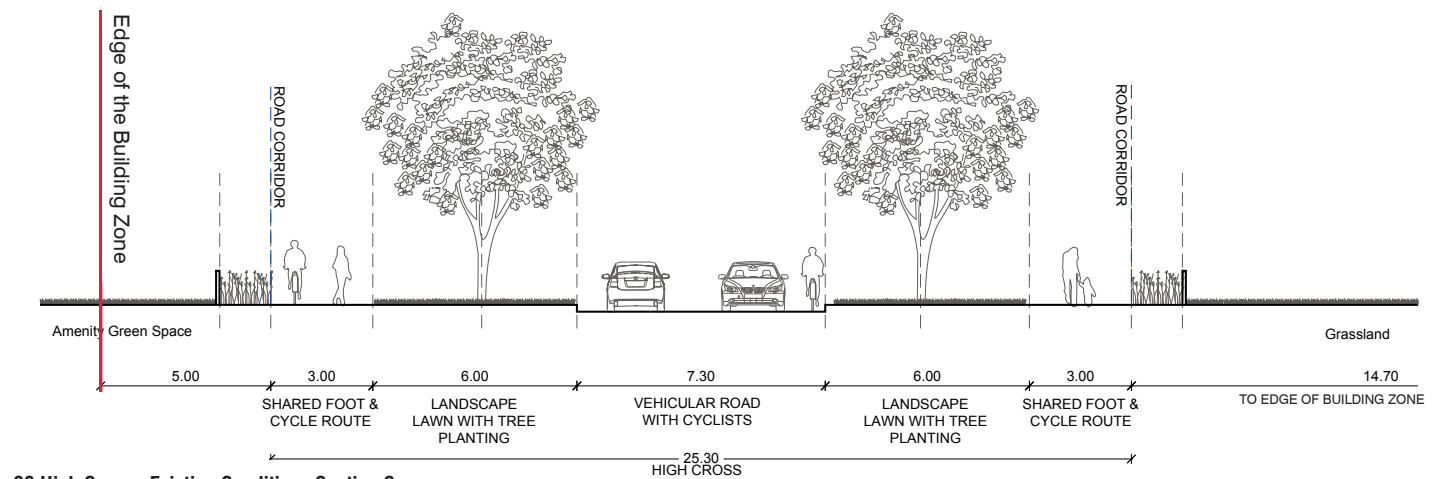 Edge of the Building Zone
ROAD CORRIDOR
ROAD CORRIDOR
Amenity Green Space
Grassland
5.00
3.00
6.00
7.30
6.00
3.00
14.70
SHARED FOOT &
CYCLE ROUTE
LANDSCAPE
LAWN WITH TREE
PLANTING
VEHICULAR ROAD
WITH CYCLISTS
LANDSCAPE
LAWN WITH TREE
PLANTING
SHARED FOOT &
CYCLE ROUTE
TO EDGE OF BUILDING ZONE
25.30
HIGH CROSS